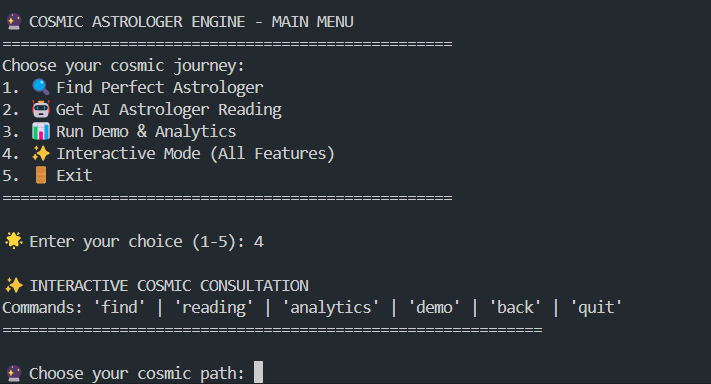 🔮 COSMIC ASTROLOGER ENGINE - MAIN MENU
==================================================
Choose your cosmic journey:
1. 🔍 Find Perfect Astrologer
2. 🤖 Get AI Astrologer Reading
3. 📊 Run Demo & Analytics
4. ✨ Interactive Mode (All Features)
5. 🚪 Exit
==================================================
🌟 Enter your choice (1-5): 4
✨ INTERACTIVE COSMIC CONSULTATION
Commands: 'find' | 'reading' | 'analytics' | 'demo' | 'back' | 'quit'
============================================================
🔮 Choose your cosmic path: